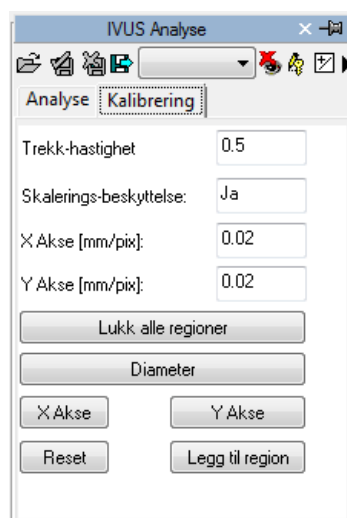 IVUS Analyse
Analyse Kalibrering
Trekk-hastighet 0.5
Skalerings-beskyttelse: Ja
X Akse [mm/pix]: 0.02
Y Akse [mm/pix]: 0.02
Lukk alle regioner
Diameter
X Akse Y Akse
Reset Legg til region